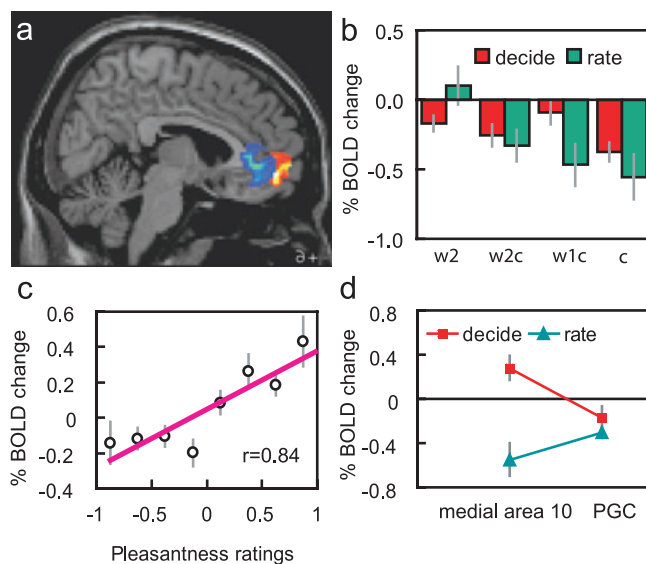 a
6+
b
decide rate
% BOLD change
0.5
0.0
-0.5
-1.0
w2 w2c w1c c
c
% BOLD change
0.6
0.4
0.2
0
-0.2
-0.4
r=0.84
-1 -0.5 0 0.5 1
Pleasantness ratings
d
decide rate
% BOLD change
0.8
0.4
0
-0.4
-0.8
medial area 10 PGC